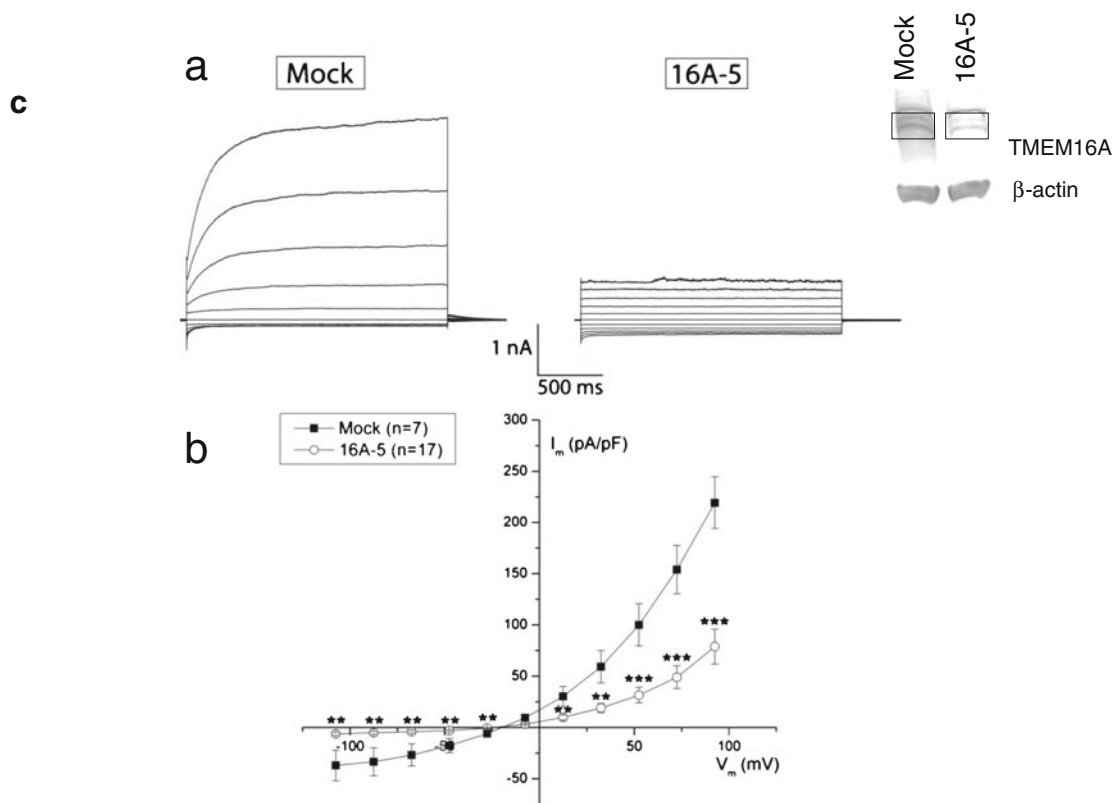 a
Mock
16A-5
Mock
16A-5
c
TMEM16A
β-actin
1 nA
500 ms
b
Mock (n=7)
16A-5 (n=17)
Im (pA/pF)
300
250
200
150
100
50
-50
-100
-50
50
100
Vm (mV)
★★ ★★ ★★ ★★ ★★ ★★ ★★ ★★★ ★★★ ★★★